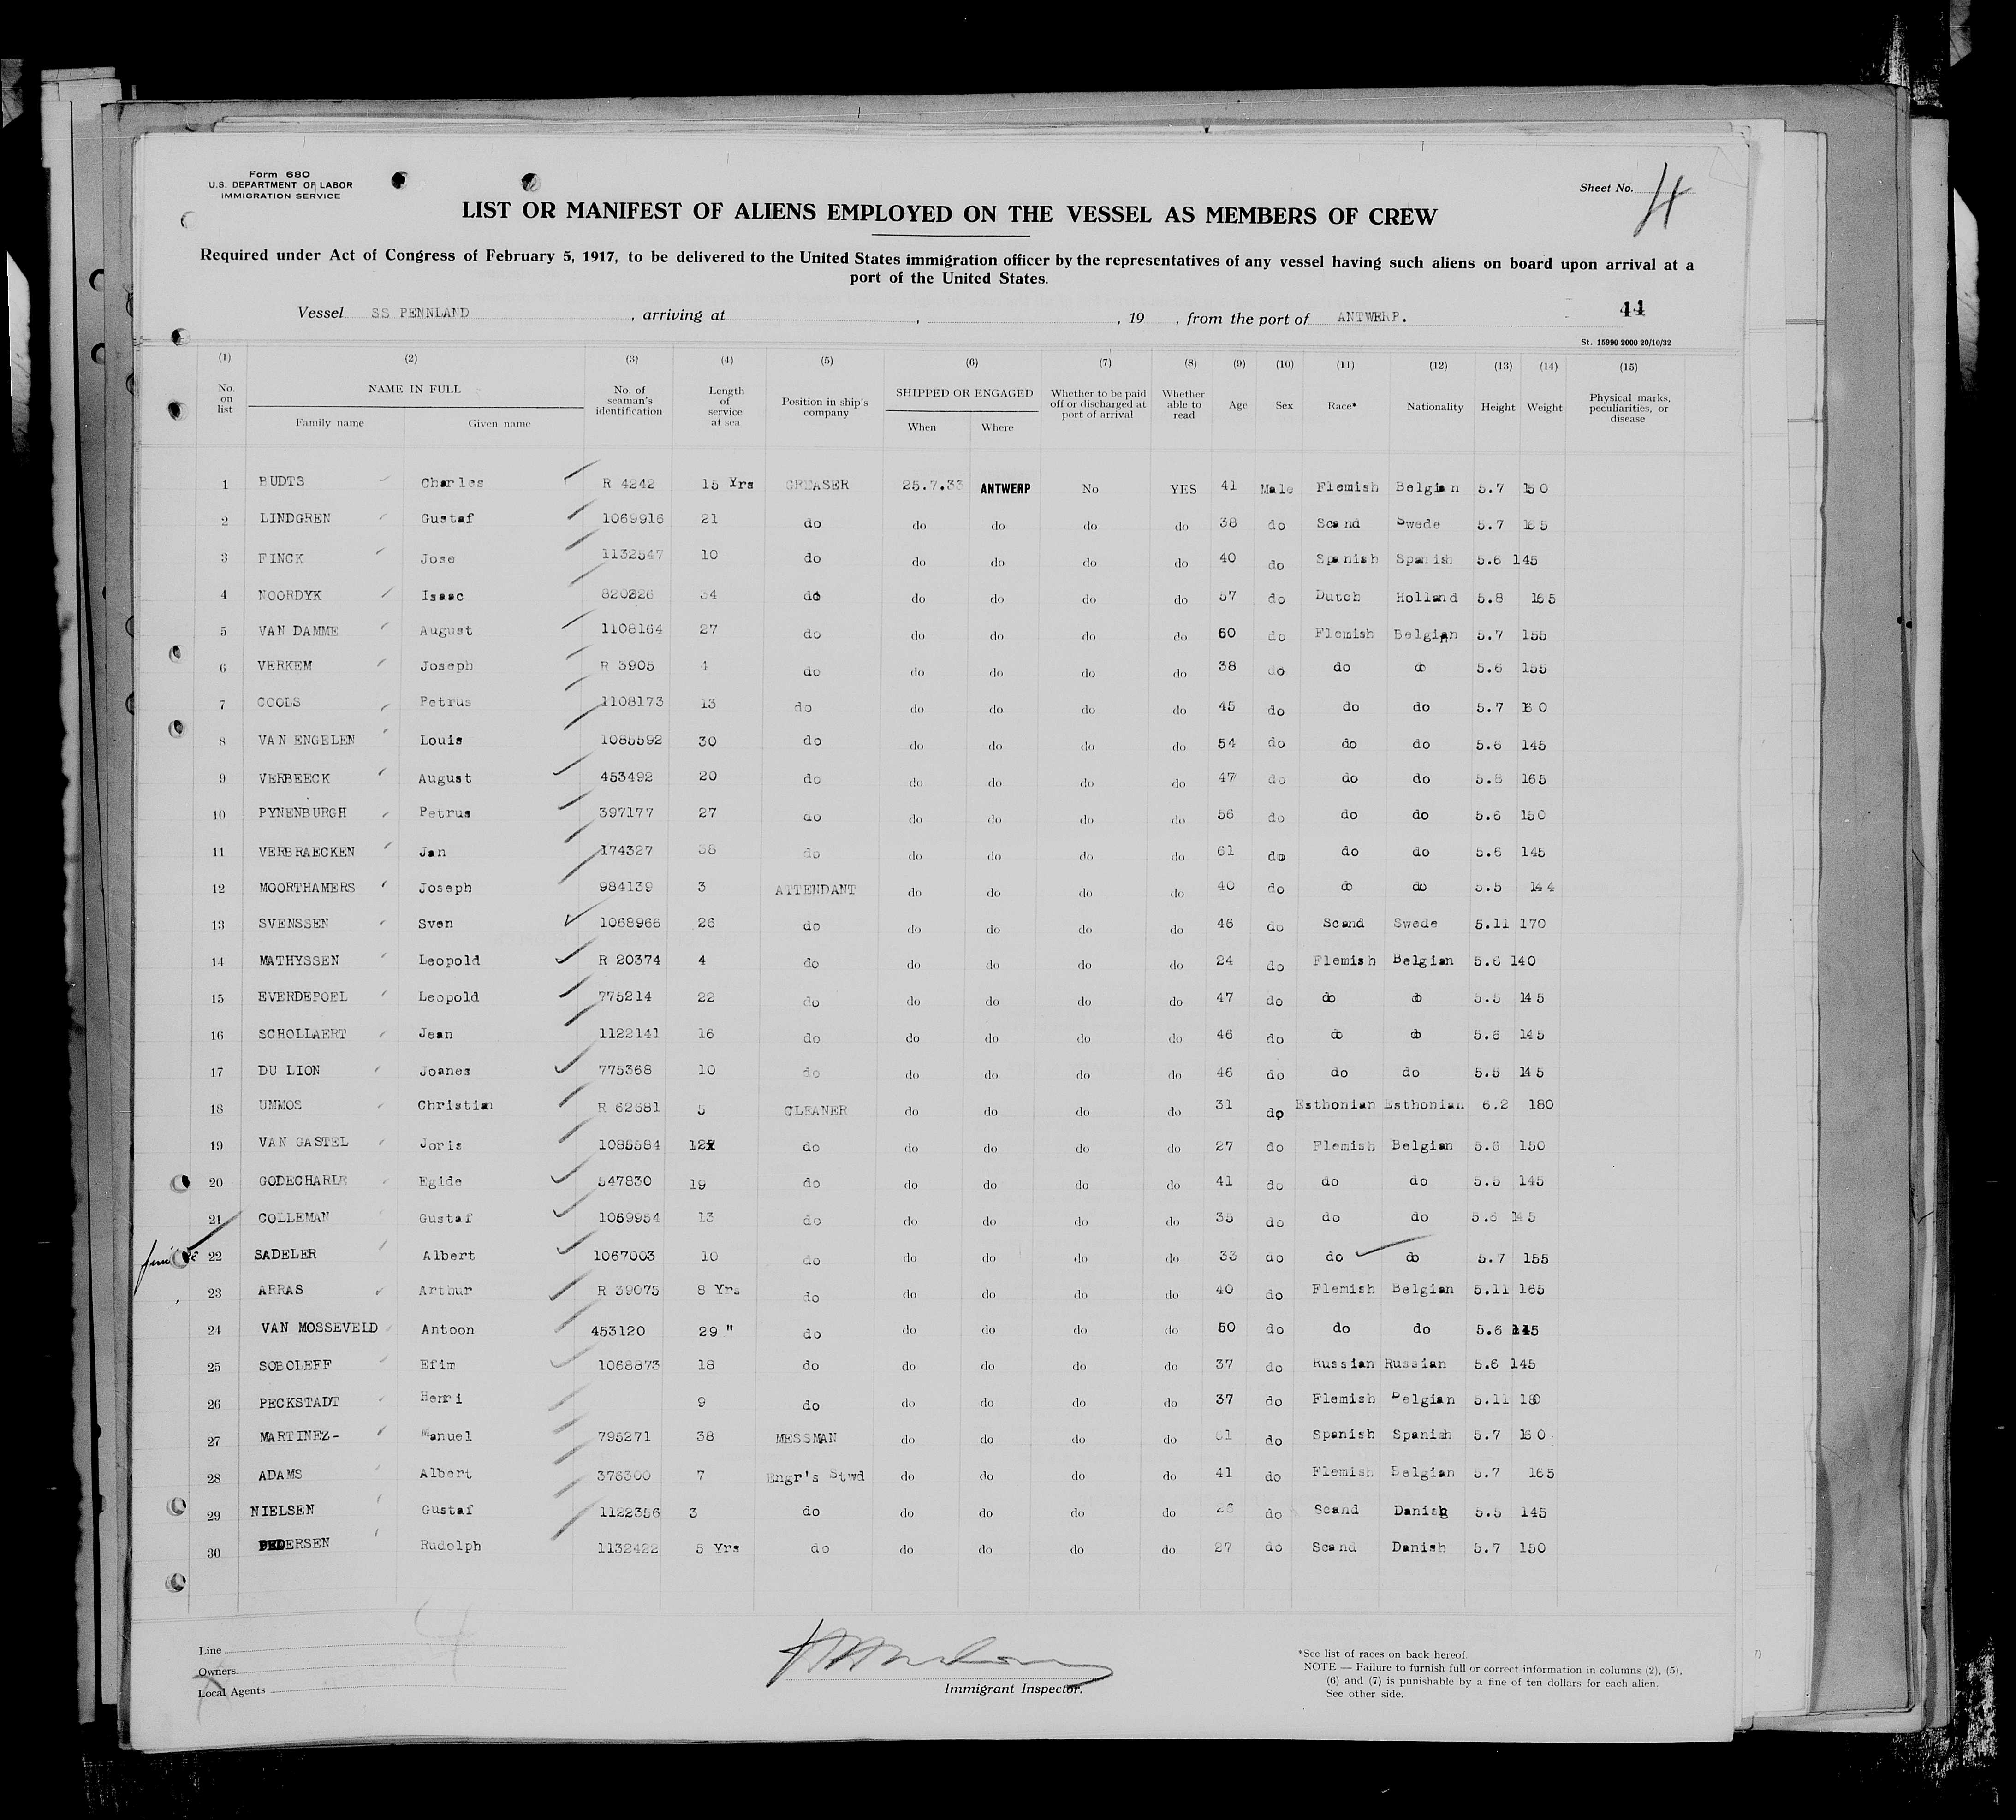 Form 680
U.S. DEPARTMENT OF LABOR
IMMIGRATION SERVICE
Sheet No. 4
LIST OR MANIFEST OF ALIENS EMPLOYED ON THE VESSEL AS MEMBERS OF CREW
Required under Act of Congress of February 5, 1917, to be delivered to the United States immigration officer by the representatives of any vessel having such aliens on board upon arrival at a
port of the United States.
Vessel SS PENNLAND , arriving at , , 19 , from the port of ANTWERP. 44
St. 15990 2000 20/10/32
(1) (2) (3) (4) (5) (6) (7) (8) (9) (10) (11) (12) (13) (14) (15)
No. on list NAME IN FULL Family name Given name No. of seaman's identification Length of service at sea Position in ship's company SHIPPED OR ENGAGED When Where Whether to be paid off or discharged at port of arrival Whether able to read Age Sex Race* Nationality Height Weight Physical marks, peculiarities, or disease
1 BUDTS Charles R 4242 15 Yrs GREASER 25.7.33 ANTWERP No YES 41 Male Flemish Belgian 5.7 150
2 LINDGREN Gustaf 1069916 21 do do do do do 38 do Scand Swede 5.7 165
3 FINCK Jose 1132547 10 do do do do do 40 do Spanish Spanish 5.6 145
4 NOORDYK Isaac 820326 34 do do do do do 57 do Dutch Holland 5.8 165
5 VAN DAMME August 1108164 27 do do do do do 60 do Flemish Belgian 5.7 155
6 VERKEM Joseph R 3905 4 do do do do do 38 do do do 5.6 155
7 COOLS Petrus 1108173 13 do do do do do 45 do do do 5.7 160
8 VAN ENGELEN Louis 1085592 30 do do do do do 54 do do do 5.6 145
9 VERBEECK August 453492 20 do do do do do 47 do do do 5.8 165
10 PYNENBURGH Petrus 397177 27 do do do do do 56 do do do 5.6 150
11 VERBRAECKEN Jan 174327 38 do do do do do 61 do do do 5.6 145
12 MOORTHAMERS Joseph 984139 3 ATTENDANT do do do do 40 do do do 5.5 144
13 SVENSSEN Sven 1068966 26 do do do do do 46 do Scand Swede 5.11 170
14 MATHYSSEN Leopold R 20374 4 do do do do do 24 do Flemish Belgian 5.6 140
15 EVERDEPOEL Leopold 775214 22 do do do do do 47 do do do 5.5 145
16 SCHOLLAERT Jean 1122141 16 do do do do do 46 do do do 5.6 145
17 DU LION Joanes 775368 10 do do do do do 46 do do do 5.5 145
18 UMMOS Christian R 62681 5 CLEANER do do do do 31 do Esthonian Esthonian 6.2 180
19 VAN GASTEL Joris 1085584 12 do do do do do 27 do Flemish Belgian 5.6 150
20 GODECHARLE Egide 547830 19 do do do do do 41 do do do 5.5 145
21 COLLEMAN Gustaf 1059954 13 do do do do do 35 do do do 5.6 145
22 SADELER Albert 1067003 10 do do do do do 33 do do do 5.7 155
23 ARRAS Arthur R 39075 8 Yrs do do do do do 40 do Flemish Belgian 5.11 165
24 VAN MOSSEVELD Antoon 453120 29 " do do do do do 50 do do do 5.6 145
25 SOBOLEFF Efim 1068873 18 do do do do do 37 do Russian Russian 5.6 145
26 PECKSTADT Henri 9 do do do do do 37 do Flemish Belgian 5.11 180
27 MARTINEZ- Manuel 795271 38 MESSMAN do do do do 51 do Spanish Spanish 5.7 160
28 ADAMS Albert 376300 7 Engr's Stwd do do do do 41 do Flemish Belgian 5.7 165
29 NIELSEN Gustaf 1122356 3 do do do do do 26 do Scand Danish 5.5 145
30 PEDERSEN Rudolph 1132422 5 Yrs do do do do do 27 do Scand Danish 5.7 150
Line
Owners
Local Agents
Immigrant Inspector.
*See list of races on back hereof.
NOTE — Failure to furnish full or correct information in columns (2), (5),
(6) and (7) is punishable by a fine of ten dollars for each alien.
See other side.